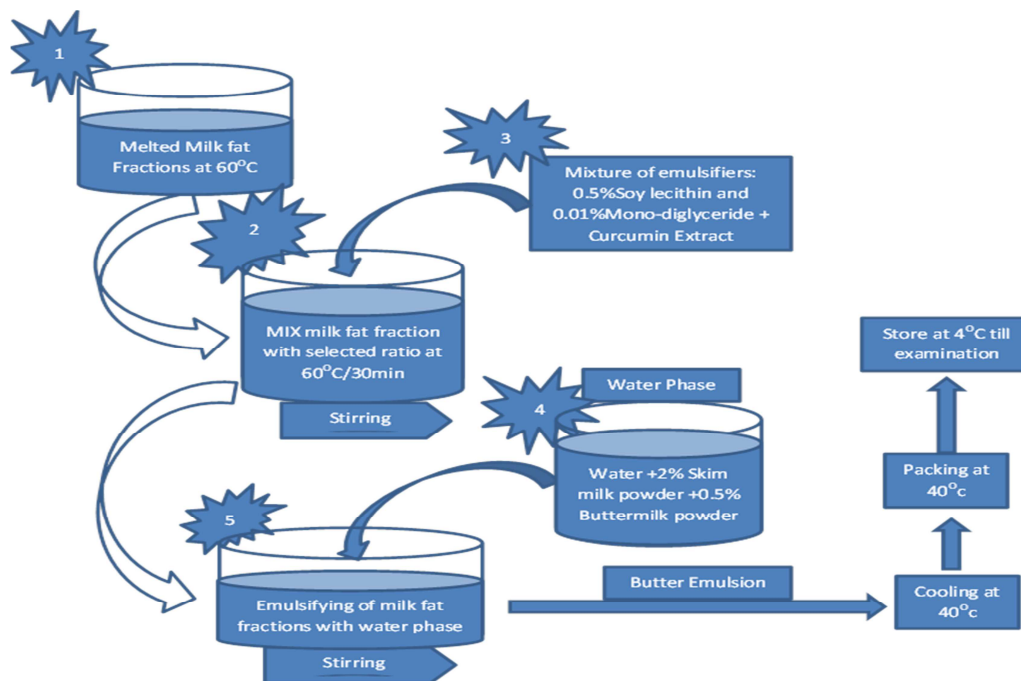 1
Melted Milk fat
Fractions at 60°C
2
MIX milk fat fraction
with selected ratio at
60°C/30min
Stirring
3
Mixture of emulsifiers:
0.5%Soy lecithin and
0.01%Mono-diglyceride +
Curcumin Extract
4
Water Phase
Water +2% Skim
milk powder +0.5%
Buttermilk powder
5
Emulsifying of milk fat
fractions with water phase
Stirring
Butter Emulsion
Cooling at
40°c
Packing at
40°c
Store at 4°C till
examination